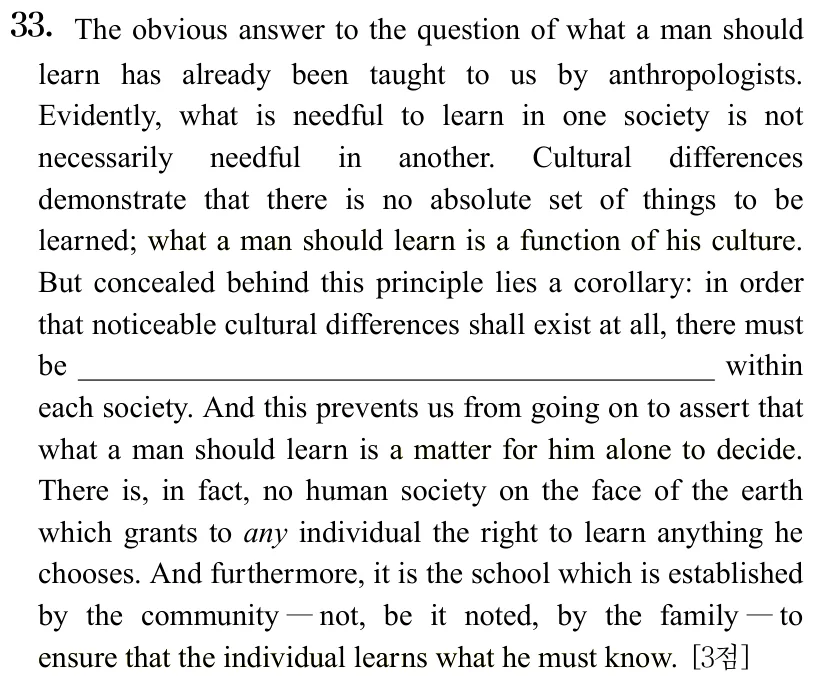 33. The obvious answer to the question of what a man should
learn has already been taught to us by anthropologists.
Evidently, what is needful to learn in one society is not
necessarily needful in another. Cultural differences
demonstrate that there is no absolute set of things to be
learned; what a man should learn is a function of his culture.
But concealed behind this principle lies a corollary: in order
that noticeable cultural differences shall exist at all, there must
be ____________________ within
each society. And this prevents us from going on to assert that
what a man should learn is a matter for him alone to decide.
There is, in fact, no human society on the face of the earth
which grants to any individual the right to learn anything he
chooses. And furthermore, it is the school which is established
by the community — not, be it noted, by the family — to
ensure that the individual learns what he must know. [3점]